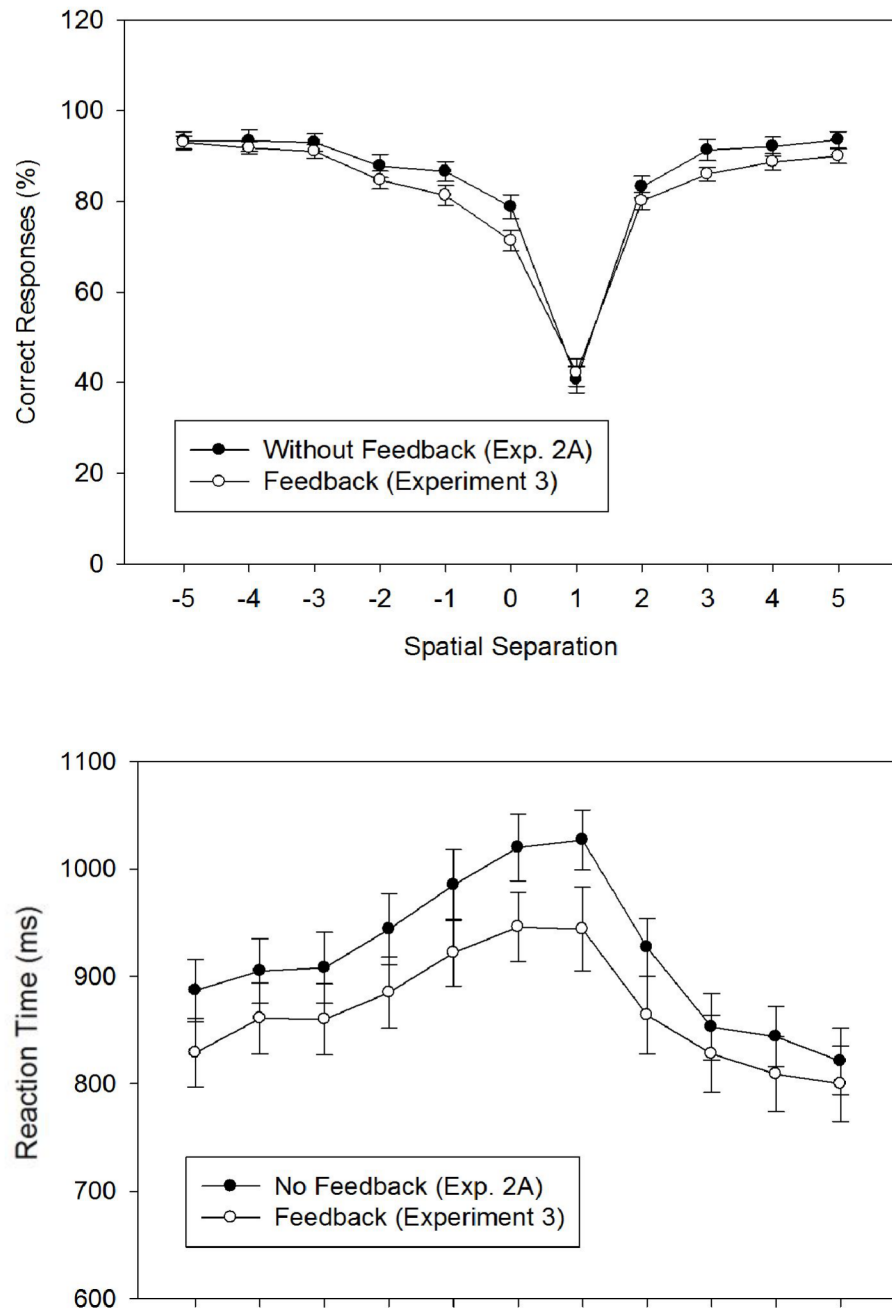 120
100
80
60
40
20
0
Correct Responses (%)
Without Feedback (Exp. 2A)
Feedback (Experiment 3)
-5 -4 -3 -2 -1 0 1 2 3 4 5
Spatial Separation
1100
1000
900
800
700
600
Reaction Time (ms)
No Feedback (Exp. 2A)
Feedback (Experiment 3)